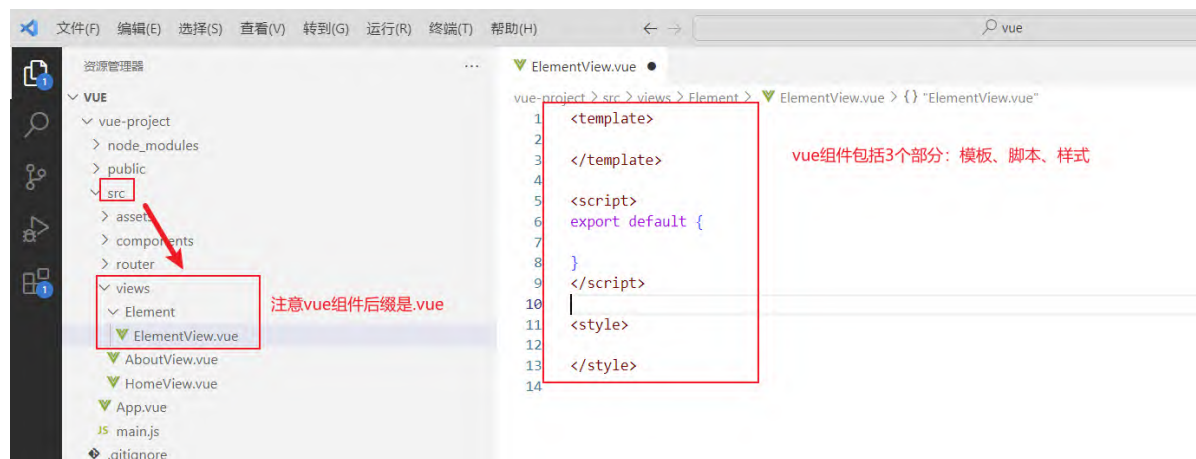 文件(F) 编辑(E) 选择(S) 查看(V) 转到(G) 运行(R) 终端(T) 帮助(H)
vue
资源管理器
VUE
vue-project
node_modules
public
src
assets
components
router
views
Element
ElementView.vue
AboutView.vue
HomeView.vue
App.vue
JS main.js
.gitignore
1
1
注意vue组件后缀是.vue
ElementView.vue
vue-project > src > views > Element > ElementView.vue > {} "ElementView.vue"
1 <template>
2
3 </template>
4
5 <script>
6 export default {
7
8 }
9 </script>
10
11 <style>
12
13 </style>
14
vue组件包括3个部分：模板、脚本、样式